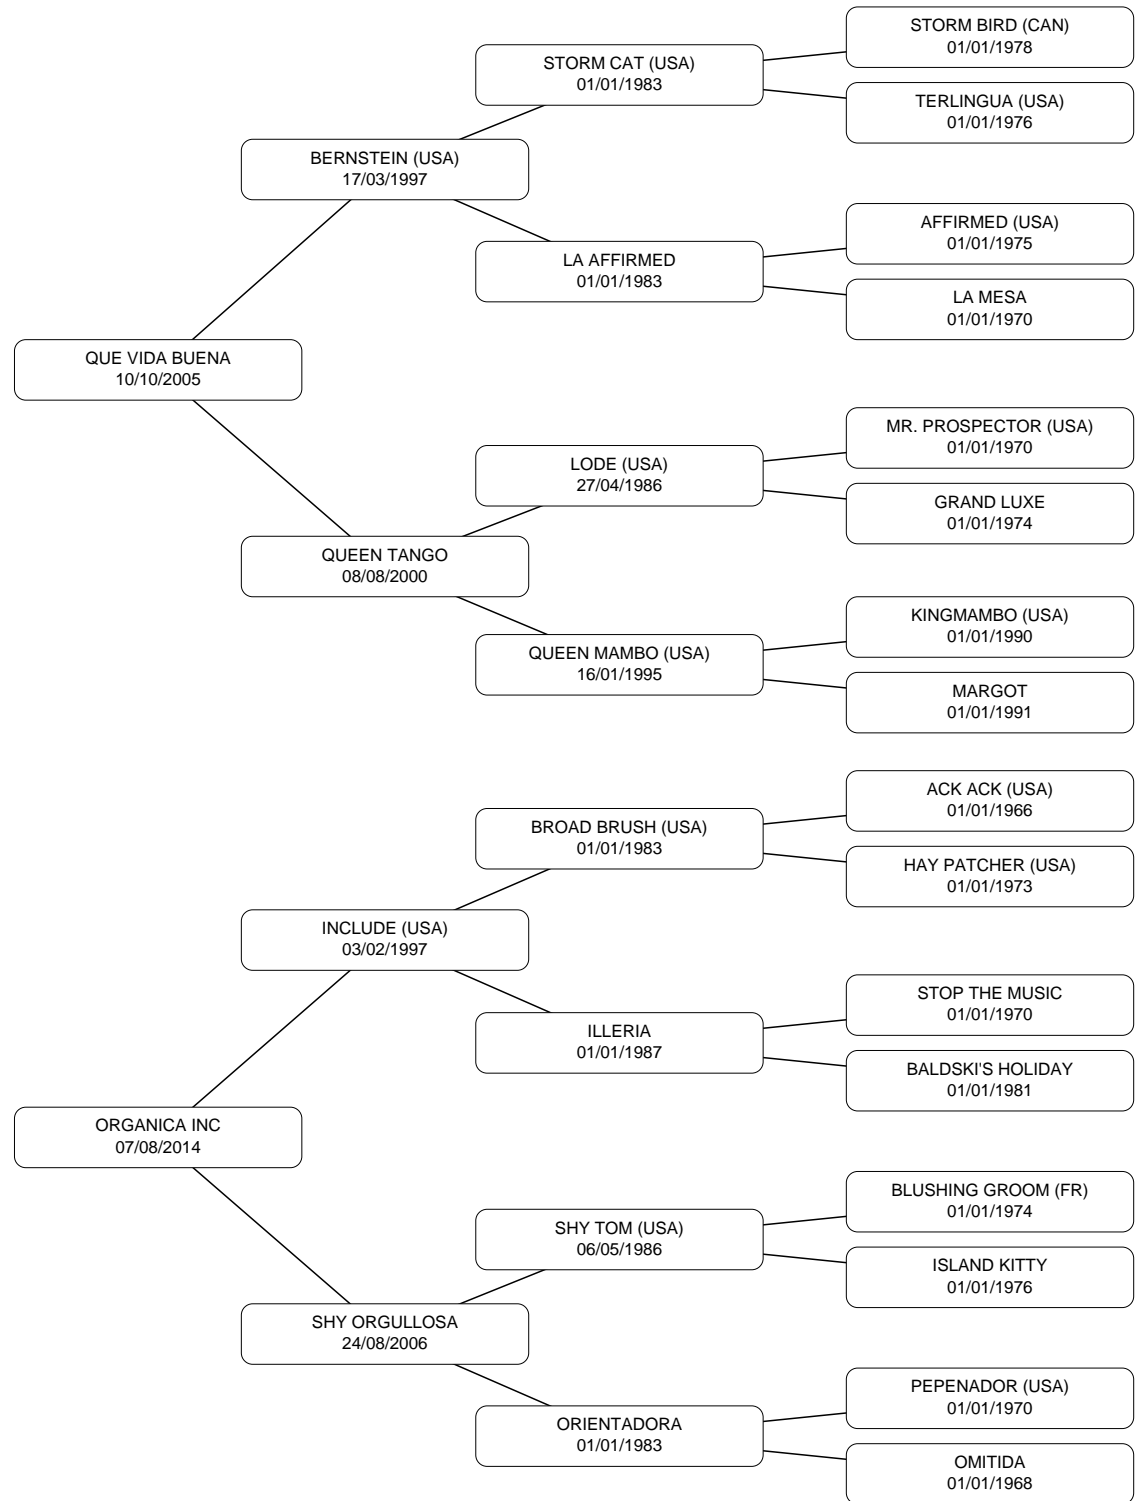 STORM BIRD (CAN)
01/01/1978
STORM CAT (USA)
01/01/1983
TERLINGUA (USA)
01/01/1976
BERNSTEIN (USA)
17/03/1997
AFFIRMED (USA)
01/01/1975
LA AFFIRMED
01/01/1983
LA MESA
01/01/1970
QUE VIDA BUENA
10/10/2005
MR. PROSPECTOR (USA)
01/01/1970
LODE (USA)
27/04/1986
GRAND LUXE
01/01/1974
QUEEN TANGO
08/08/2000
KINGMAMBO (USA)
01/01/1990
QUEEN MAMBO (USA)
16/01/1995
MARGOT
01/01/1991
ACK ACK (USA)
01/01/1966
BROAD BRUSH (USA)
01/01/1983
HAY PATCHER (USA)
01/01/1973
INCLUDE (USA)
03/02/1997
STOP THE MUSIC
01/01/1970
ILLERIA
01/01/1987
BALDSKI'S HOLIDAY
01/01/1981
ORGANICA INC
07/08/2014
BLUSHING GROOM (FR)
01/01/1974
SHY TOM (USA)
06/05/1986
ISLAND KITTY
01/01/1976
SHY ORGULLOSA
24/08/2006
PEPENADOR (USA)
01/01/1970
ORIENTADORA
01/01/1983
OMITIDA
01/01/1968